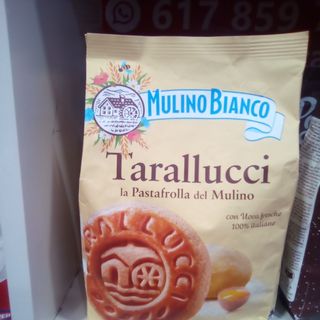 617 859
MULINO BIANCO
Tarallucci
la Pastafrolla del Mulino
con Uova fresche
100% italiane
TARALLUCCI